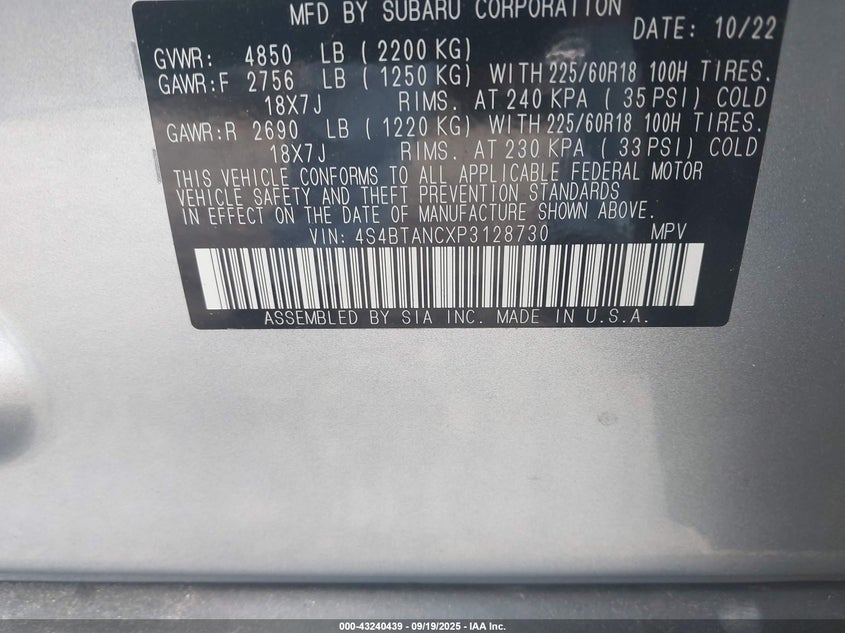 MFD BY SUBARU CORPORATION
DATE: 10/22
GVWR: 4850 LB (2200 KG)
GAWR:F 2756 LB (1250 KG) WITH 225/60R18 100H TIRES.
18X7J RIMS. AT 240 KPA (35 PSI) COLD
GAWR:R 2690 LB (1220 KG) WITH 225/60R18 100H TIRES.
18X7J RIMS. AT 230 KPA (33 PSI) COLD
THIS VEHICLE CONFORMS TO ALL APPLICABLE FEDERAL MOTOR
VEHICLE SAFETY AND THEFT PREVENTION STANDARDS
IN EFFECT ON THE DATE OF MANUFACTURE SHOWN ABOVE.
VIN: 4S4BTANCXP3128730 MPV
ASSEMBLED BY SIA INC. MADE IN U.S.A.
000-43240439 - 09/19/2025 - IAA Inc.